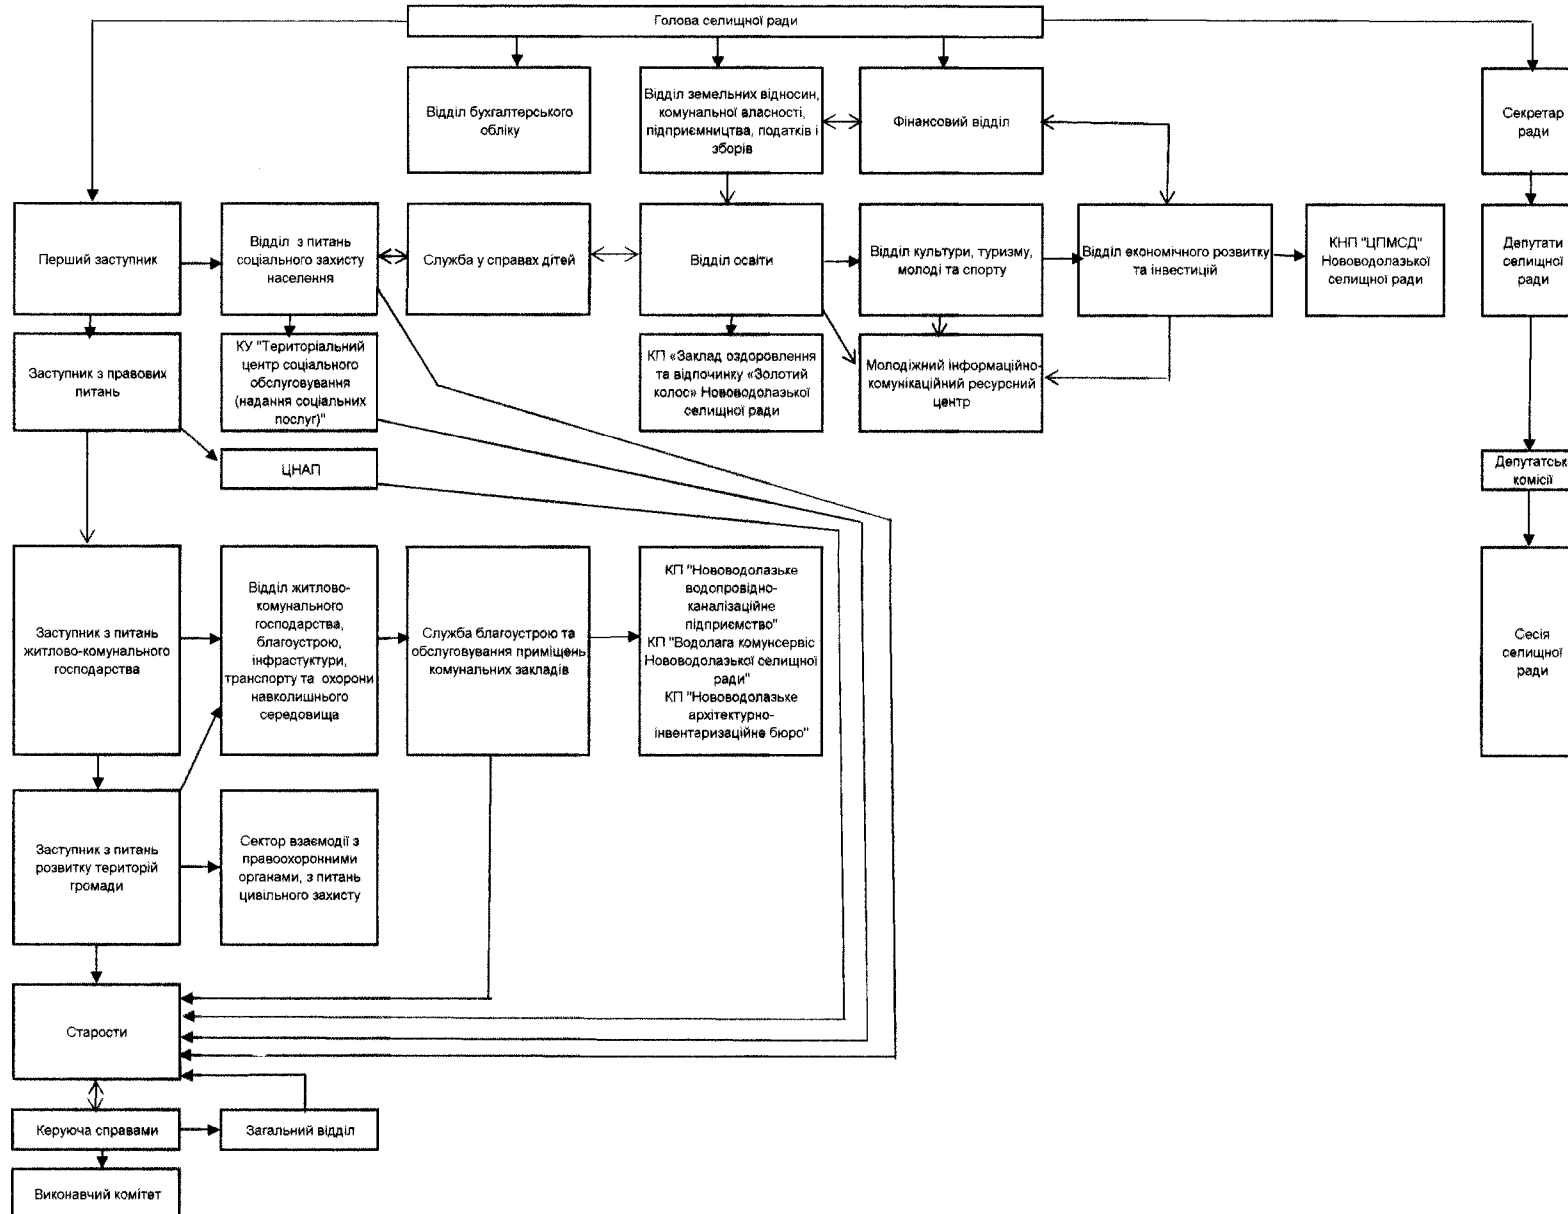 Голова селищної ради
Відділ бухгалтерського
обліку
Відділ земельних відносин,
комунальної власності,
підприємництва, податків і
зборів
Фінансовий відділ
Секретар
ради
Перший заступник
Відділ з питань
соціального захисту
населення
Служба у справах дітей
Відділ освіти
Відділ культури, туризму,
молоді та спорту
Відділ економічного розвитку
та інвестицій
КНП "ЦПМСД"
Нововодолазької
селищної ради
Депутати
селищної
ради
Заступник з правових
питань
КУ "Територіальний
центр соціального
обслуговування
(надання соціальних
послуг)"
КП «Заклад оздоровлення
та відпочинку «Золотий
колос» Нововодолазької
селищної ради
Молодіжний інформаційно-
комунікаційний ресурсний
центр
ЦНАП
Депутатськ
комісії
Заступник з питань
житлово-комунального
господарства
Відділ житлово-
комунального
господарства,
благоустрою,
інфрастуктури,
транспорту та охорони
навколишнього
середовища
Служба благоустрою та
обслуговування приміщень
комунальних закладів
КП "Нововодолазьке
водопровідно-
каналізаційне
підприємство"
КП "Водолага комунсервіс
Нововодолазької селищної
ради"
КП "Нововодолазьке
архітектурно-
інвентаризаційне бюро"
Сесія
селищної
ради
Заступник з питань
розвитку територій
громади
Сектор взаємодії з
правоохоронними
органами, з питань
цивільного захисту
Старости
Керуюча справами
Загальний відділ
Виконавчий комітет